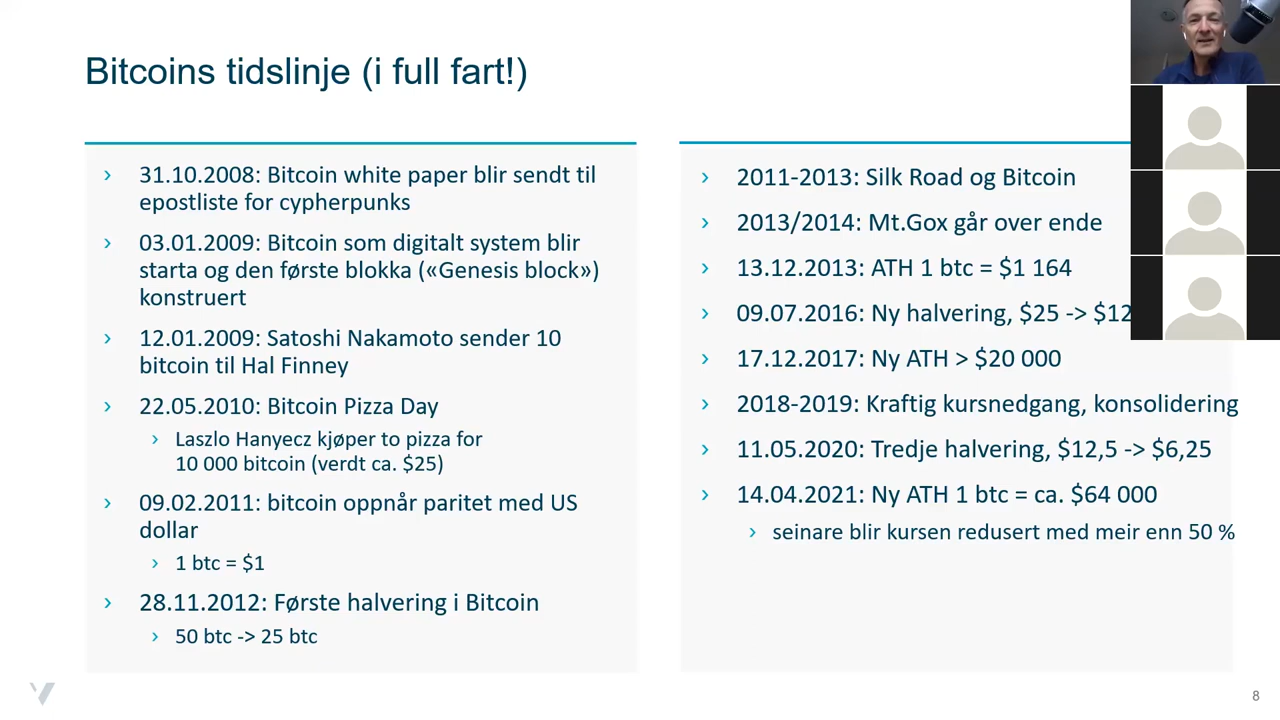 Bitcoins tidslinje (i full fart!)
31.10.2008: Bitcoin white paper blir sendt til
epostliste for cypherpunks
03.01.2009: Bitcoin som digitalt system blir
starta og den første blokka («Genesis block»)
konstruert
12.01.2009: Satoshi Nakamoto sender 10
bitcoin til Hal Finney
22.05.2010: Bitcoin Pizza Day
Laszlo Hanyecz kjøper to pizza for
10 000 bitcoin (verdt ca. $25)
09.02.2011: bitcoin oppnår paritet med US
dollar
1 btc = $1
28.11.2012: Første halvering i Bitcoin
50 btc -> 25 btc
2011-2013: Silk Road og Bitcoin
2013/2014: Mt.Gox går over ende
13.12.2013: ATH 1 btc = $1 164
09.07.2016: Ny halvering, $25 -> $12
17.12.2017: Ny ATH > $20 000
2018-2019: Kraftig kursnedgang, konsolidering
11.05.2020: Tredje halvering, $12,5 -> $6,25
14.04.2021: Ny ATH 1 btc = ca. $64 000
seinare blir kursen redusert med meir enn 50 %
8